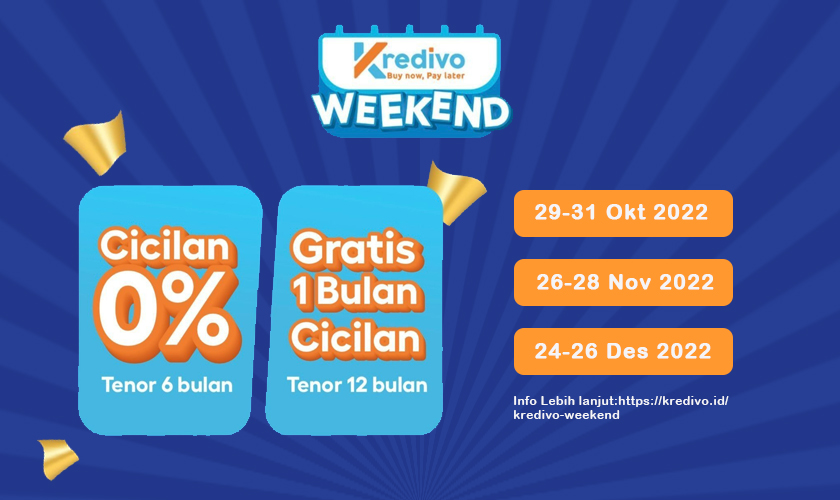 Kredivo
Buy now, Pay later
WEEKEND
Cicilan
0%
Tenor 6 bulan
Gratis
1 Bulan
Cicilan
Tenor 12 bulan
29-31 Okt 2022
26-28 Nov 2022
24-26 Des 2022
Info Lebih lanjut:https://kredivo.id/
kredivo-weekend